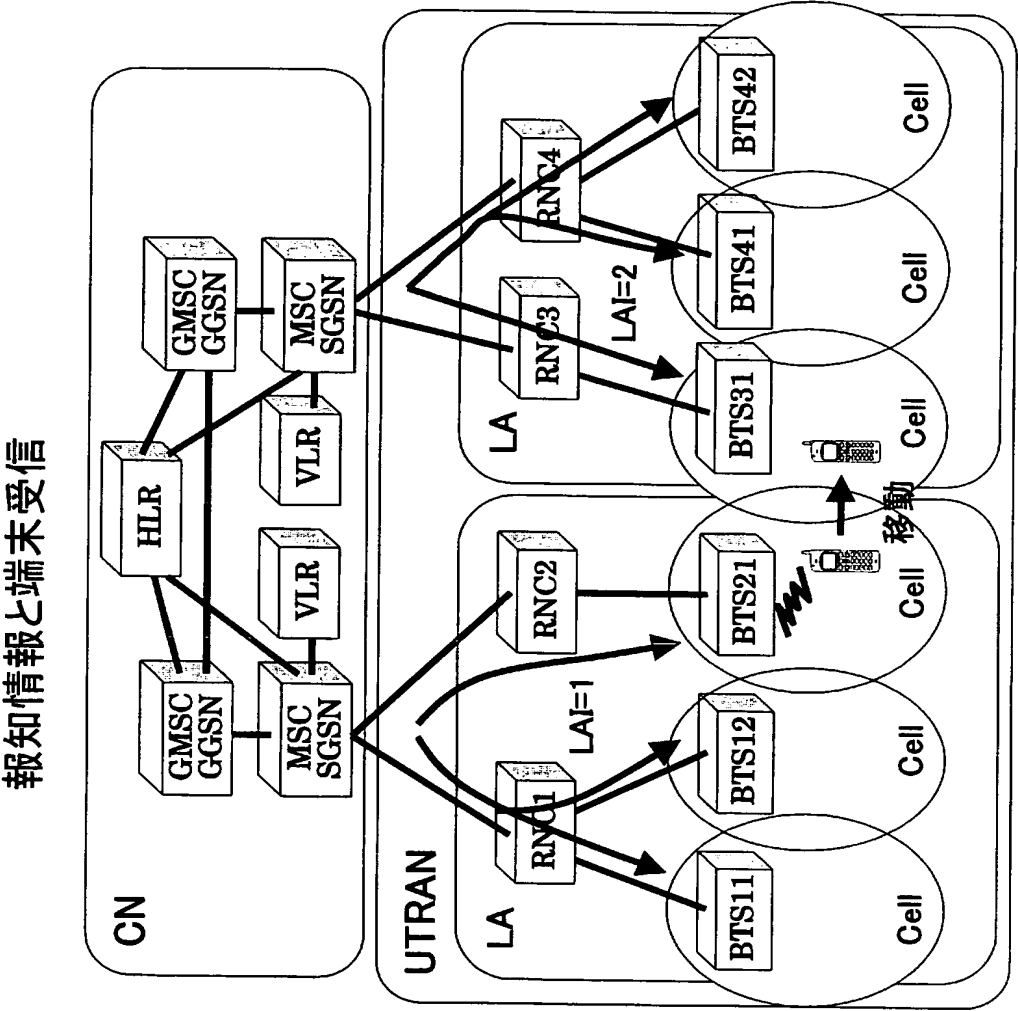 報知情報と端末受信
CN
HLR
GMSC
GGSN
GMSC
GGSN
MSC
SGSN
VLR
VLR
MSC
SGSN
UTRAN
LA
LA
RNC1
RNC2
RNC3
RNC4
LAI=1
LAI=2
BTS11
BTS12
BTS21
BTS31
BTS41
BTS42
移動
Cell
Cell
Cell
Cell
Cell
Cell